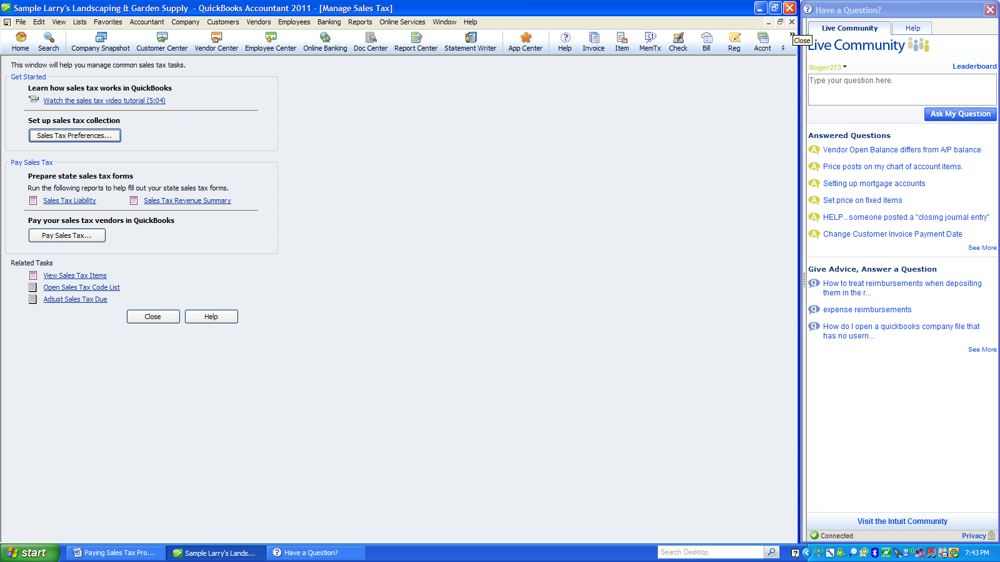 Sample Larry's Landscaping & Garden Supply - QuickBooks Accountant 2011 - [Manage Sales Tax]
File Edit View Lists Favorites Accountant Company Customers Vendors Employees Banking Reports Online Services Window Help
Home Search Company Snapshot Customer Center Vendor Center Employee Center Online Banking Doc Center Report Center Statement Writer App Center Help Invoice Item MemTx Check Bill Reg Accnt
Close
This window will help you manage common sales tax tasks.
Get Started
Learn how sales tax works in QuickBooks
Watch the sales tax video tutorial (5:04)
Set up sales tax collection
Sales Tax Preferences...
Pay Sales Tax
Prepare state sales tax forms
Run the following reports to help fill out your state sales tax forms.
Sales Tax Liability Sales Tax Revenue Summary
Pay your sales tax vendors in QuickBooks
Pay Sales Tax...
Related Tasks
View Sales Tax Items
Open Sales Tax Code List
Adjust Sales Tax Due
Close Help
Have a Question?
Live Community Help
Live Community
Roger273 Leaderboard
Type your question here.
Ask My Question
Answered Questions
Vendor Open Balance differs from A/P balance
Price posts on my chart of account items.
Setting up mortgage accounts
Set price on fixed items
HELP...someone posted a "closing journal entry"
Change Customer Invoice Payment Date
See More
Give Advice, Answer a Question
How to treat reimbursements when depositing
them in the r...
expense reimbursements
How do I open a quickbooks company file that
has no usern...
See More
Visit the Intuit Community
Connected Privacy
start Paying Sales Tax Pro... Sample Larry's Lands... Have a Question? Search Desktop 7:43 PM